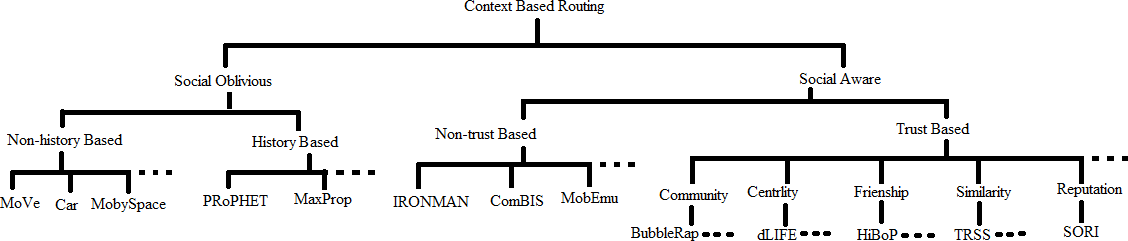 Context Based Routing
Social Oblivious
Social Aware
Non-history Based
History Based
Non-trust Based
Trust Based
MoVe
Car
MobySpace
PRoPHET
MaxProp
IRONMAN
ComBIS
MobEmu
Community
Centrlity
Frienship
Similarity
Reputation
BubbleRap
dLIFE
HiBoP
TRSS
SORI